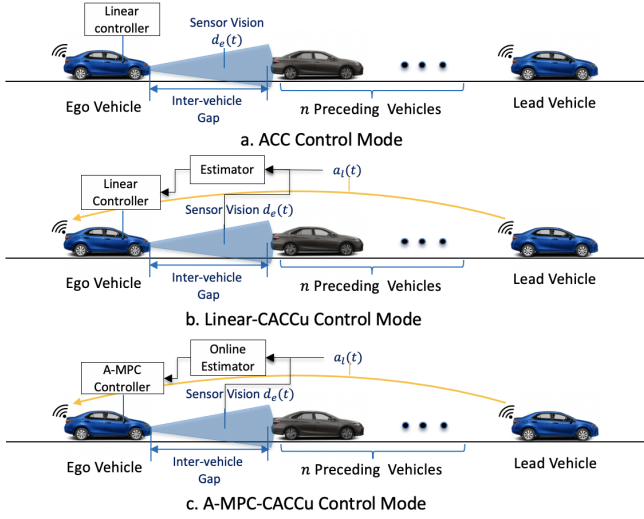 Linear
controller
Sensor
Vision
d_e(t)
Ego Vehicle
Inter-vehicle
Gap
n Preceding Vehicles
Lead Vehicle
a. ACC Control Mode
Estimator
a_l(t)
Linear
Controller
Sensor Vision d_e(t)
Ego Vehicle
Inter-vehicle
Gap
n Preceding Vehicles
Lead Vehicle
b. Linear-CACCu Control Mode
Online
Estimator
a_l(t)
A-MPC
Controller
Sensor Vision d_e(t)
Ego Vehicle
Inter-vehicle
Gap
n Preceding Vehicles
Lead Vehicle
c. A-MPC-CACCu Control Mode